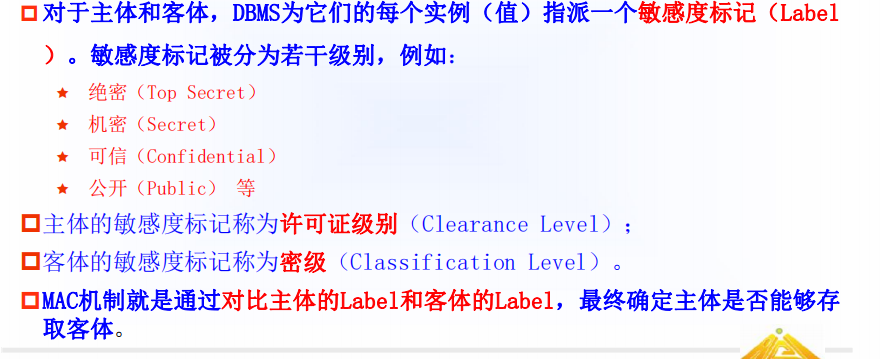 对于主体和客体，DBMS为它们的每个实例（值）指派一个敏感度标记（Label
）。敏感度标记被分为若干级别，例如：
绝密（Top Secret）
机密（Secret）
可信（Confidential）
公开（Public） 等
主体的敏感度标记称为许可证级别（Clearance Level）；
客体的敏感度标记称为密级（Classification Level）。
MAC机制就是通过对比主体的Label和客体的Label，最终确定主体是否能够存
取客体。